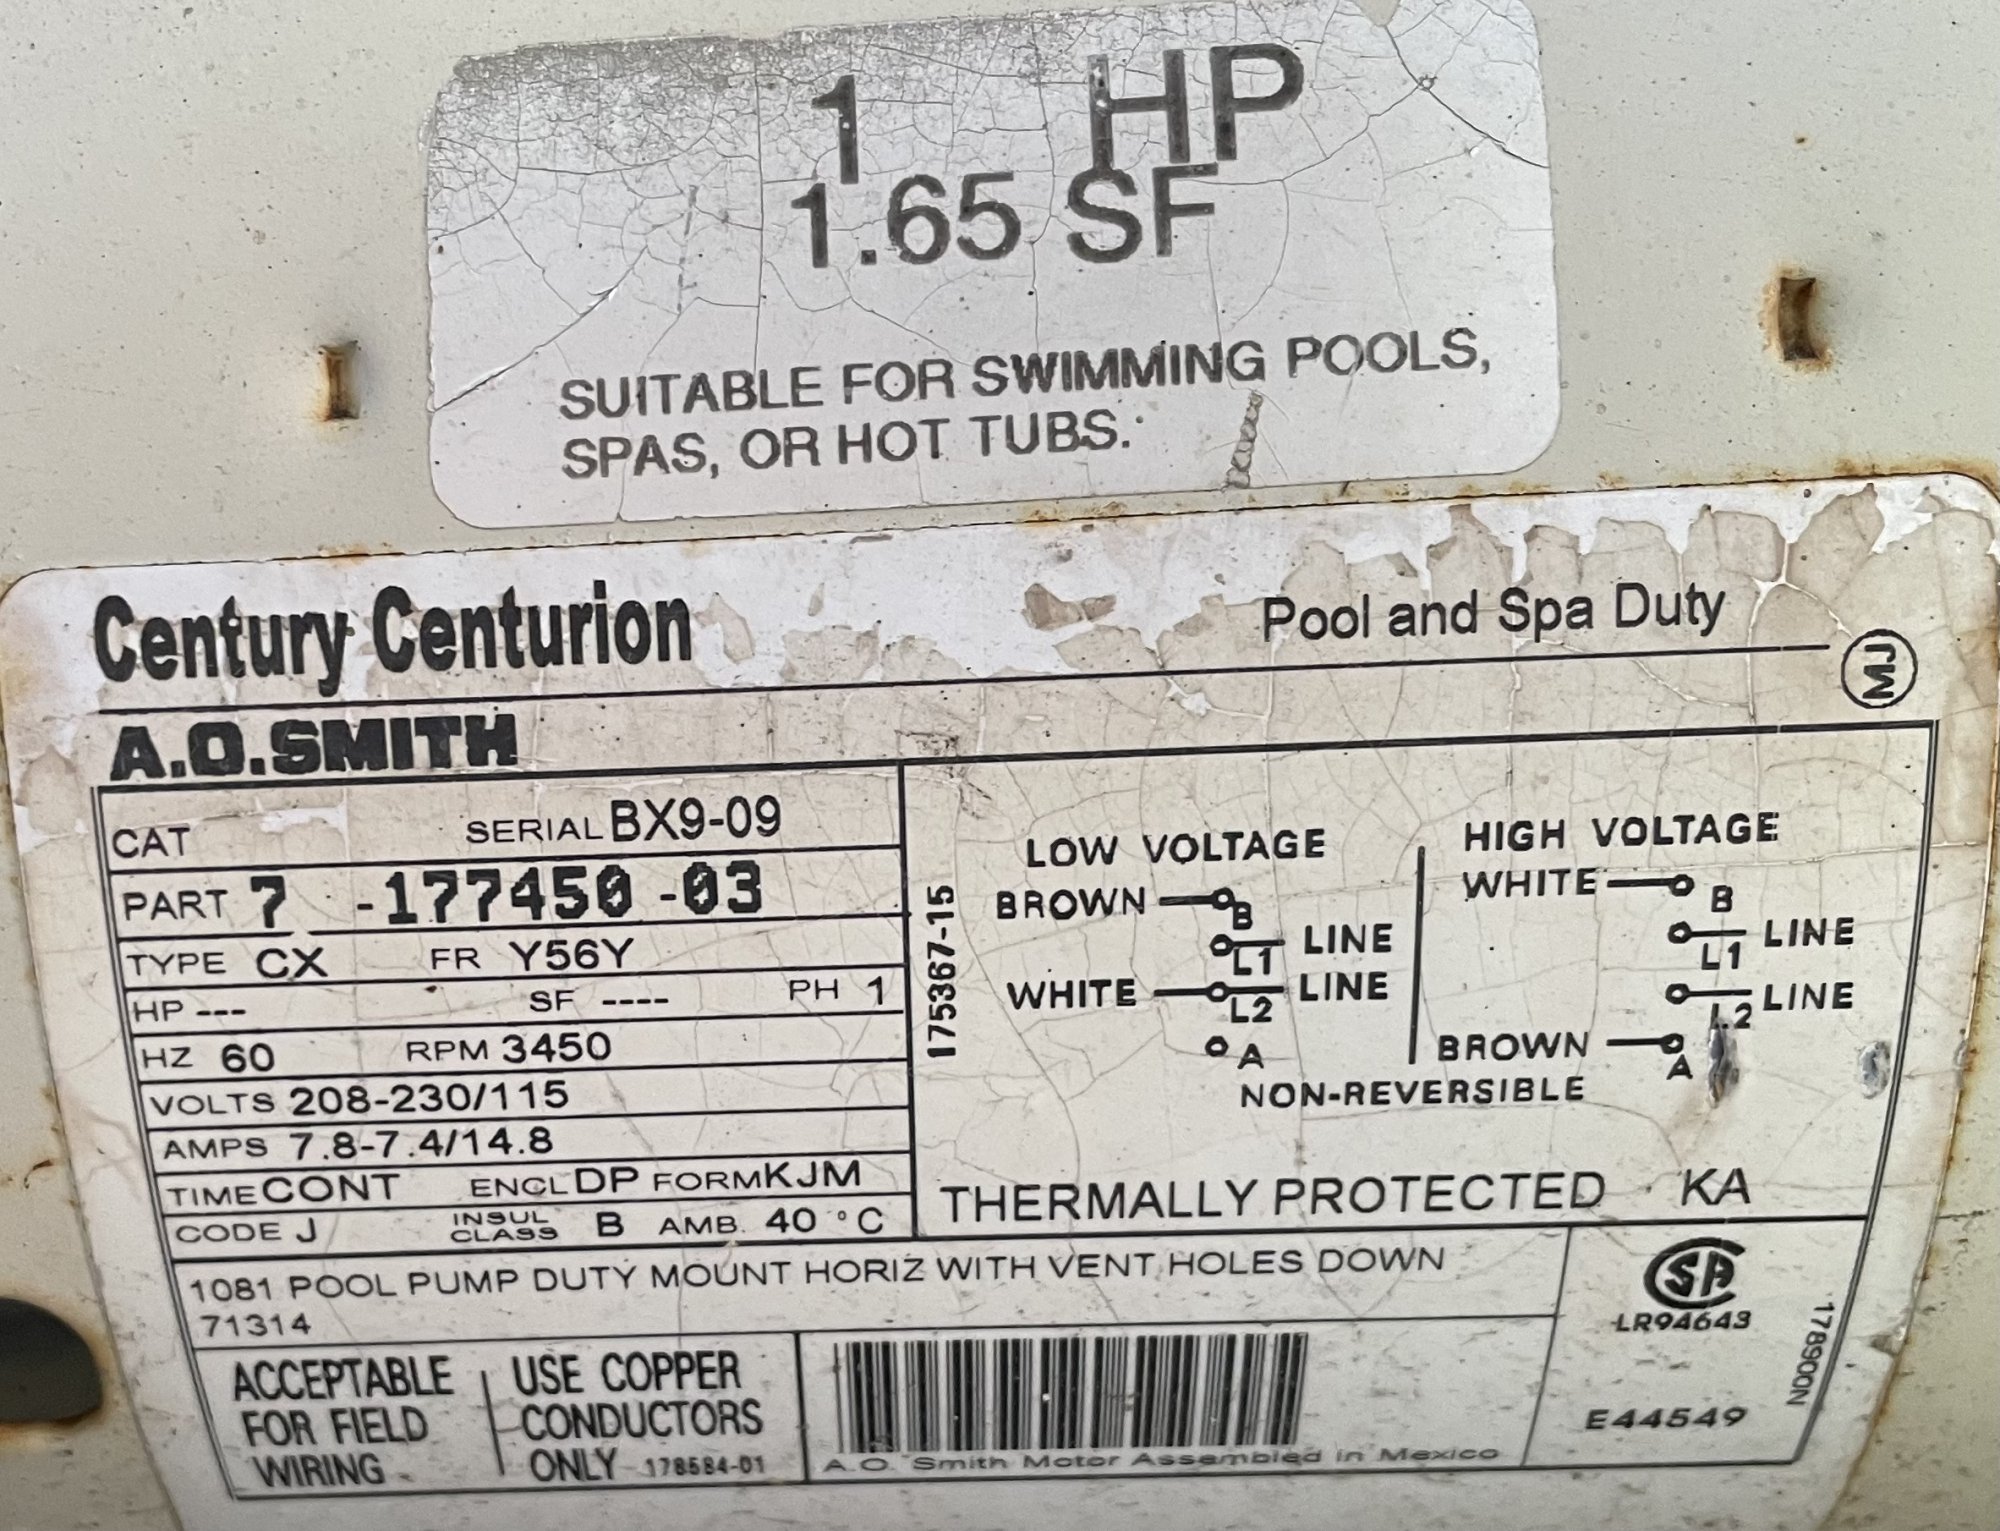 1 HP
1.65 SF
SUITABLE FOR SWIMMING POOLS,
SPAS, OR HOT TUBS.
Century Centurion
Pool and Spa Duty
MJ
A.O.SMITH
CAT SERIAL BX9-09
PART 7 -177450 -03
TYPE CX FR Y56Y
HP --- SF ---- PH 1
HZ 60 RPM 3450
VOLTS 208-230/115
AMPS 7.8-7.4/14.8
TIME CONT ENCL DP FORM KJM
CODE J INSUL CLASS B AMB. 40 °C
175367-15
LOW VOLTAGE
BROWN B
L1 LINE
WHITE L2 LINE
A
HIGH VOLTAGE
WHITE B
L1 LINE
L2 LINE
BROWN A
NON-REVERSIBLE
THERMALLY PROTECTED KA
1081 POOL PUMP DUTY MOUNT HORIZ WITH VENT HOLES DOWN
71314
SA
LR94643
E44549
178900N
ACCEPTABLE
FOR FIELD
WIRING
USE COPPER
CONDUCTORS
ONLY 178584-01
A.O. Smith Motor Assembled in Mexico